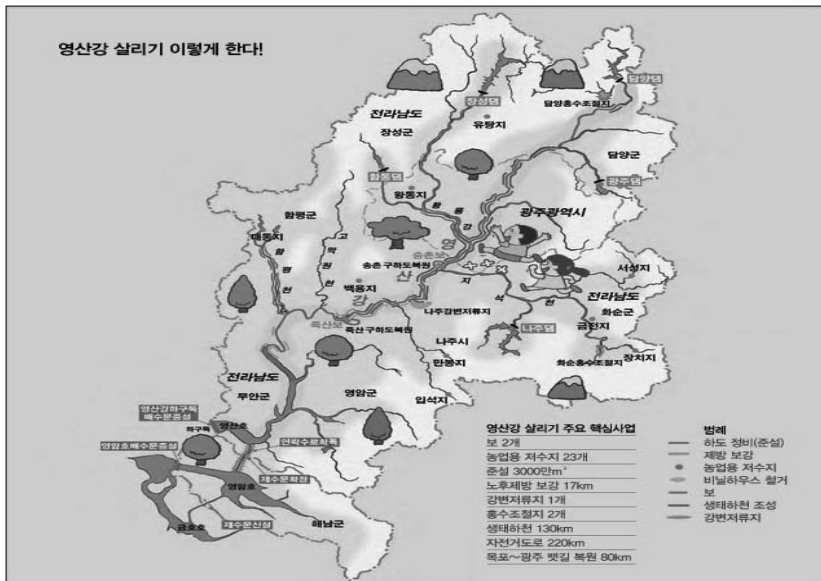 영산강 살리기 이렇게 한다!
담양댐
장성댐
담양홍수조절지
전라남도
장성군
유탕지
담양군
함동댐
광주댐
왕동지
황룡강
광주광역시
함평군
대동지
고막원천
함평천
영산강
송촌보
송촌 구하도복원
지석천
서성지
백용지
전라남도
화순군
나주강변저류지
금전지
죽산보
죽산 구하도복원
나주댐
나주시
화순홍수조절지
장치지
만봉지
전라남도
무안군
영암군
입석지
영산강하구둑
배수문증설
영산호
하구둑
영암호배수문증설
연락수로확폭
제수문확장
영암호
금호호
제수문신설
해남군
영산강 살리기 주요 핵심사업
보 2개
농업용 저수지 23개
준설 3000만㎥
노후제방 보강 17km
강변저류지 1개
홍수조절지 2개
생태하천 130km
자전거도로 220km
목포~광주 뱃길 복원 80km
범례
하도 정비(준설)
제방 보강
농업용 저수지
비닐하우스 철거
보
생태하천 조성
강변저류지